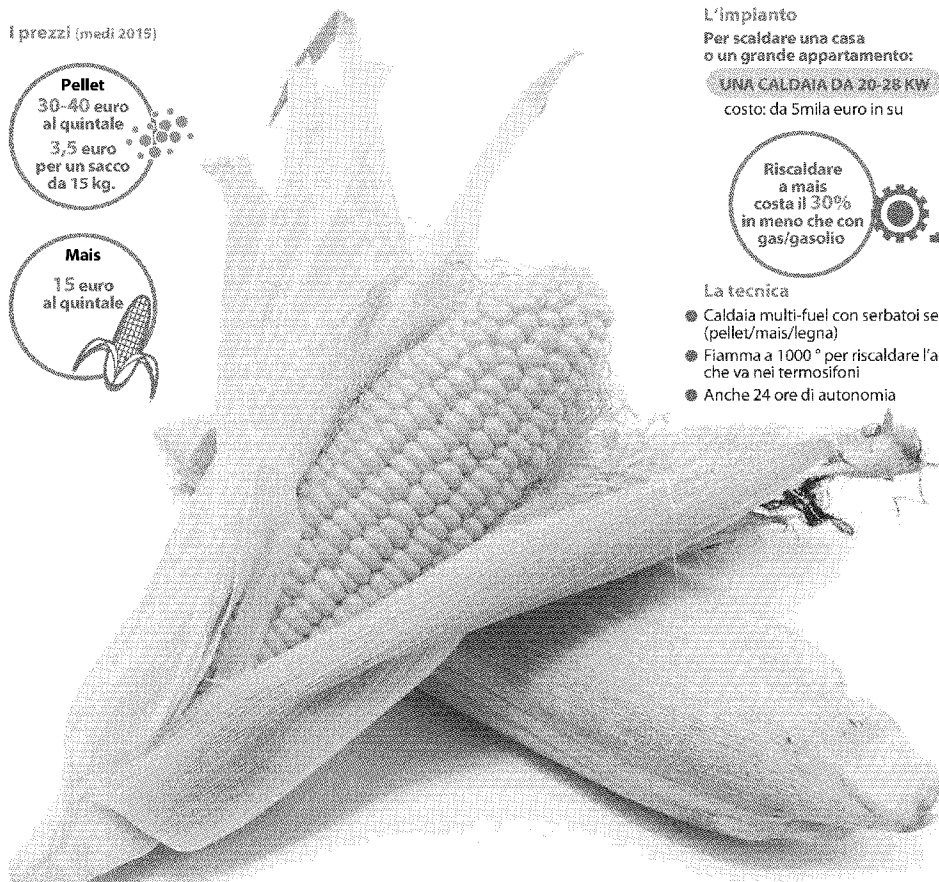 I prezzi (medi 2015)
Pellet
30-40 euro
al quintale
3,5 euro
per un sacco
da 15 kg.
Mais
15 euro
al quintale
L'impianto
Per scaldare una casa
o un grande appartamento:
UNA CALDAIA DA 20-28 KW
costo: da 5mila euro in su
Riscaldare
a mais
costa il 30%
in meno che con
gas/gasolio
La tecnica
Caldaia multi-fuel con serbatoi se
(pellet/mais/legna)
Fiamma a 1000° per riscaldare l'a
che va nei termosifoni
Anche 24 ore di autonomia